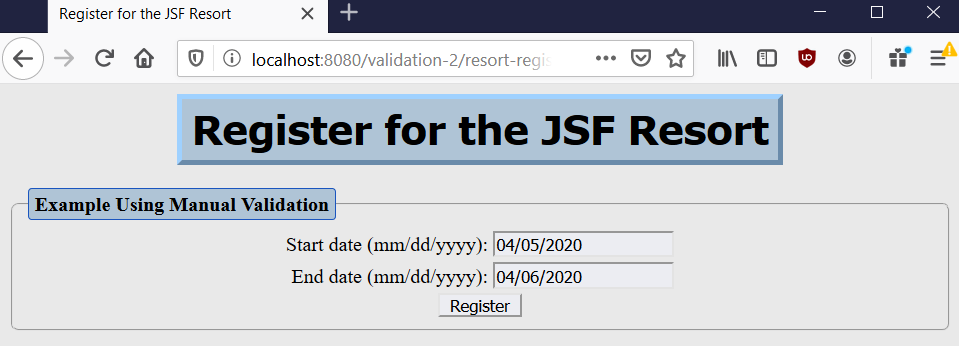 Register for the JSF Resort
localhost:8080/validation-2/resort-regis
Register for the JSF Resort
Example Using Manual Validation
Start date (mm/dd/yyyy): 04/05/2020
End date (mm/dd/yyyy): 04/06/2020
Register